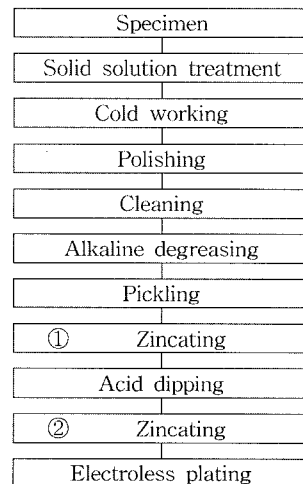 Specimen
Solid solution treatment
Cold working
Polishing
Cleaning
Alkaline degreasing
Pickling
① Zincating
Acid dipping
② Zincating
Electroless plating